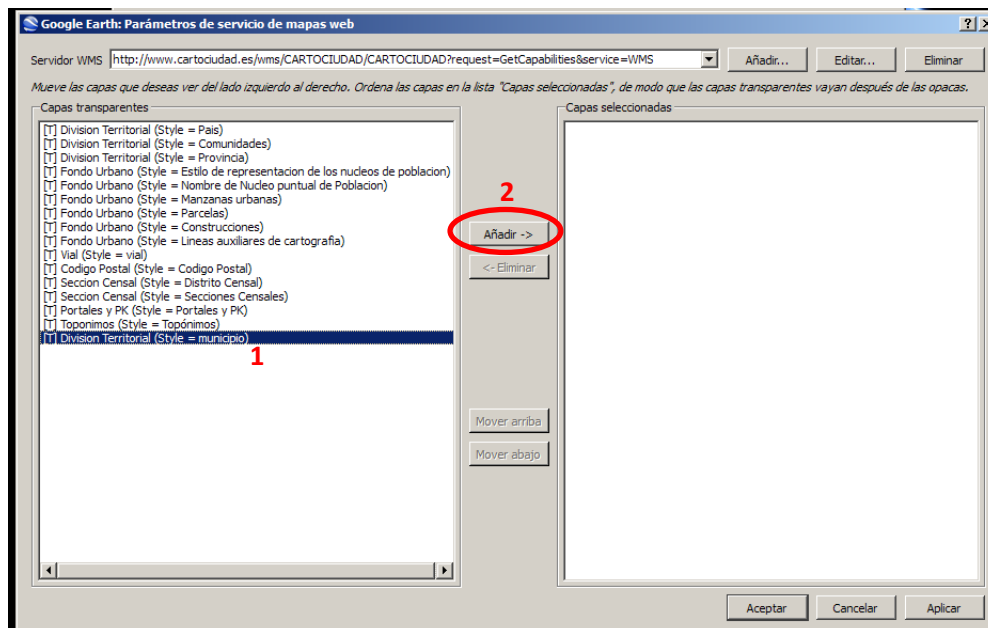 Google Earth: Parámetros de servicio de mapas web
Servidor WMS http://www.cartociudad.es/wms/CARTOCIUDAD/CARTOCIUDAD?request=GetCapabilities&service=WMS Añadir... Editar... Eliminar
Mueve las capas que deseas ver del lado izquierdo al derecho. Ordena las capas en la lista "Capas seleccionadas", de modo que las capas transparentes vayan después de las opacas.
Capas transparentes
[T] Division Territorial (Style = Pais)
[T] Division Territorial (Style = Comunidades)
[T] Division Territorial (Style = Provincia)
[T] Fondo Urbano (Style = Estilo de representacion de los nucleos de poblacion)
[T] Fondo Urbano (Style = Nombre de Nucleo puntual de Poblacion)
[T] Fondo Urbano (Style = Manzanas urbanas)
[T] Fondo Urbano (Style = Parcelas)
[T] Fondo Urbano (Style = Construcciones)
[T] Fondo Urbano (Style = Lineas auxiliares de cartografia)
[T] Vial (Style = vial)
[T] Codigo Postal (Style = Codigo Postal)
[T] Seccion Censal (Style = Distrito Censal)
[T] Seccion Censal (Style = Secciones Censales)
[T] Portales y PK (Style = Portales y PK)
[T] Toponimos (Style = Topónimos)
[T] Division Territorial (Style = municipio)
1
2
Añadir ->
<- Eliminar
Mover arriba
Mover abajo
Capas seleccionadas
Aceptar Cancelar Aplicar